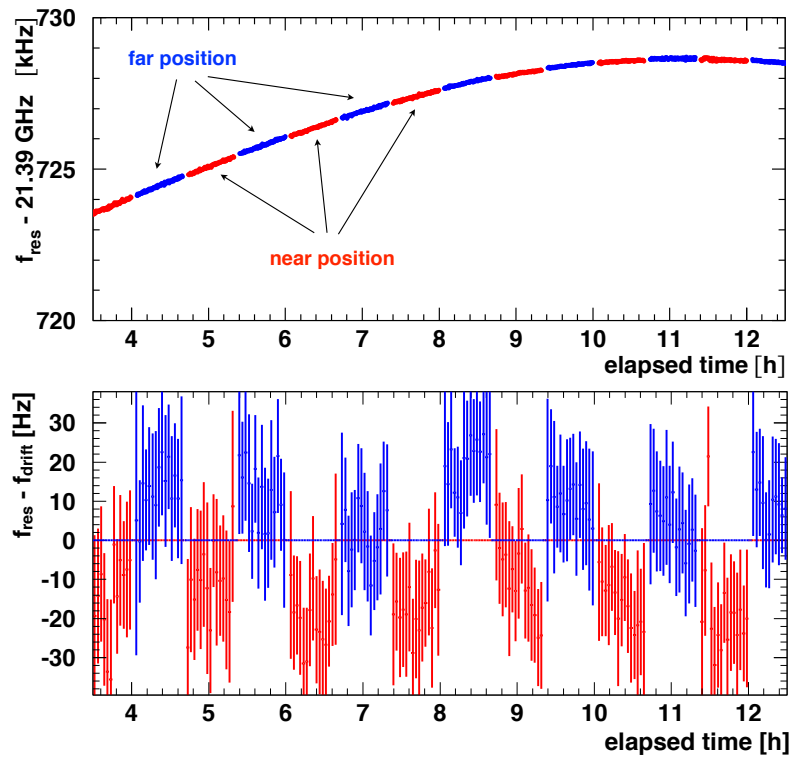 730
725
720
f_res - 21.39 GHz [kHz]
far position
near position
4 5 6 7 8 9 10 11 12
elapsed time [h]
30
20
10
0
-10
-20
-30
f_res - f_drift [Hz]
4 5 6 7 8 9 10 11 12
elapsed time [h]